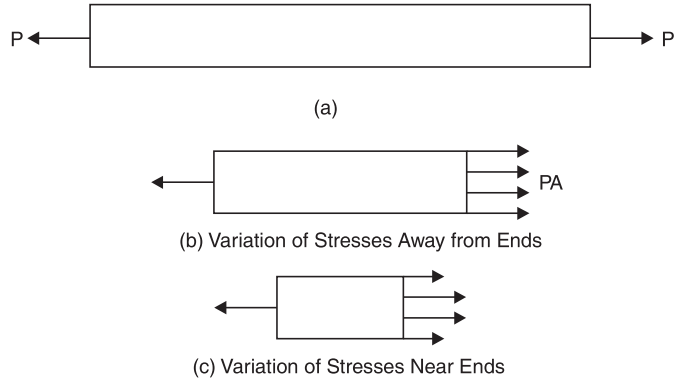 P P
(a)
PA
(b) Variation of Stresses Away from Ends
(c) Variation of Stresses Near Ends